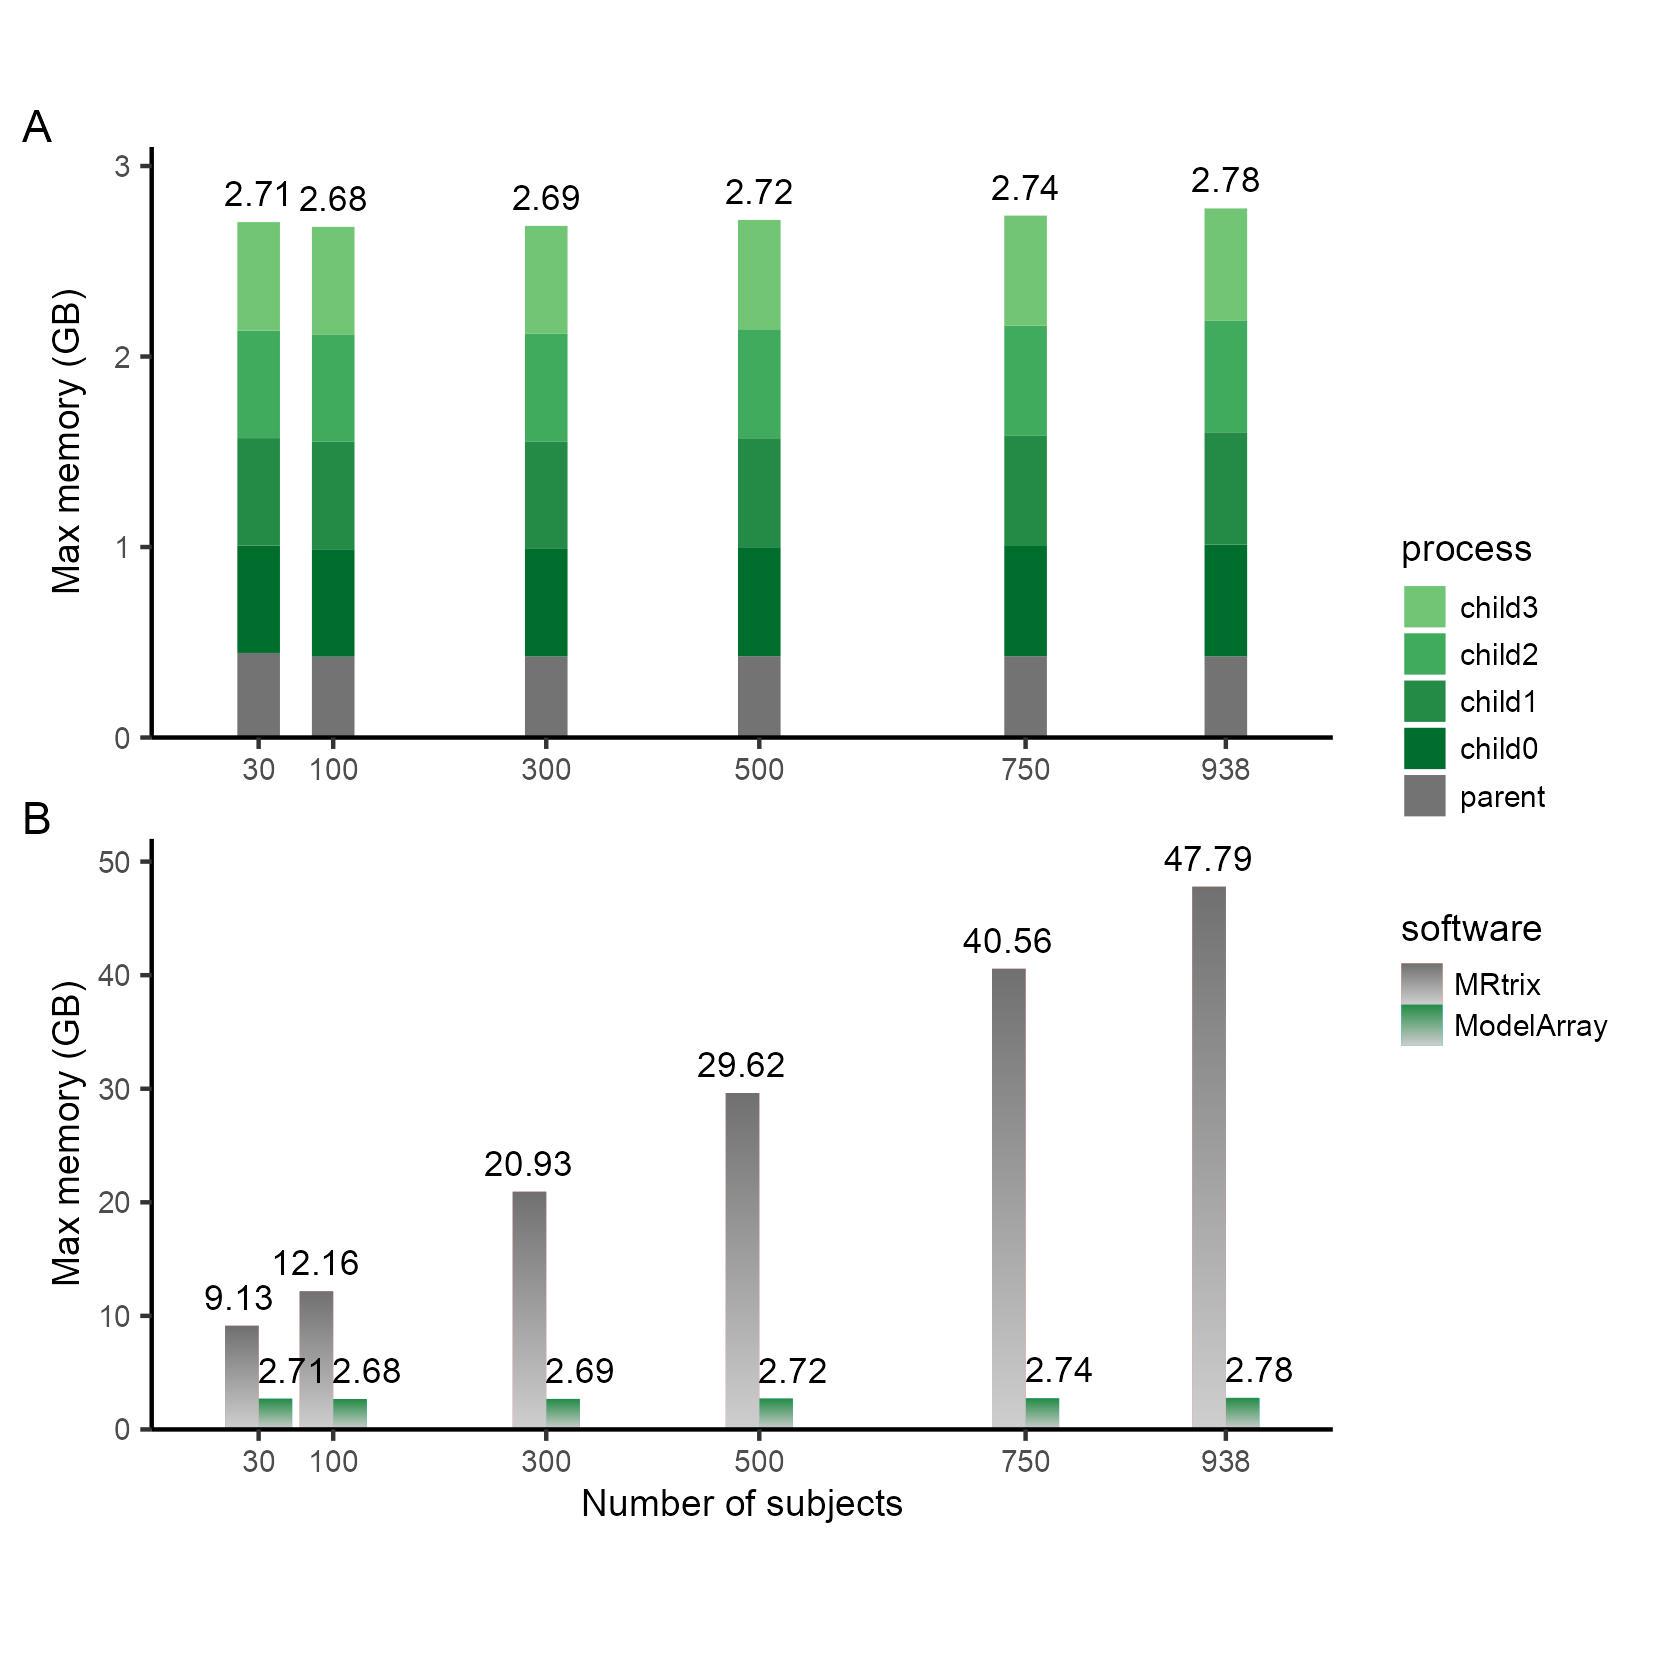 A
Max memory (GB)
3
2
1
0
2.71
2.68
2.69
2.72
2.74
2.78
30
100
300
500
750
938
process
child3
child2
child1
child0
parent
B
Max memory (GB)
50
40
30
20
10
0
9.13
2.71
12.16
2.68
20.93
2.69
29.62
2.72
40.56
2.74
47.79
2.78
30
100
300
500
750
938
Number of subjects
software
MRtrix
ModelArray